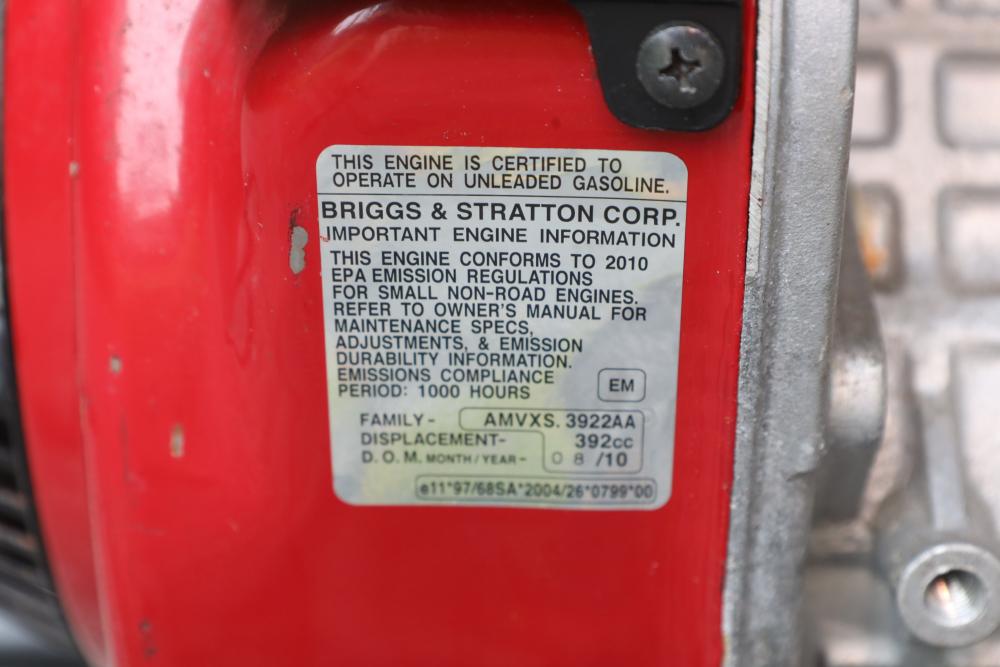 THIS ENGINE IS CERTIFIED TO
OPERATE ON UNLEADED GASOLINE.
BRIGGS & STRATTON CORP.
IMPORTANT ENGINE INFORMATION
THIS ENGINE CONFORMS TO 2010
EPA EMISSION REGULATIONS
FOR SMALL NON-ROAD ENGINES.
REFER TO OWNER'S MANUAL FOR
MAINTENANCE SPECS,
ADJUSTMENTS, & EMISSION
DURABILITY INFORMATION.
EMISSIONS COMPLIANCE
PERIOD: 1000 HOURS
EM
FAMILY - AMVXS. 3922AA
DISPLACEMENT- 392cc
D. O. M. MONTH / YEAR - 0 8 /10
e11*97/68SA*2004/26*0799*00